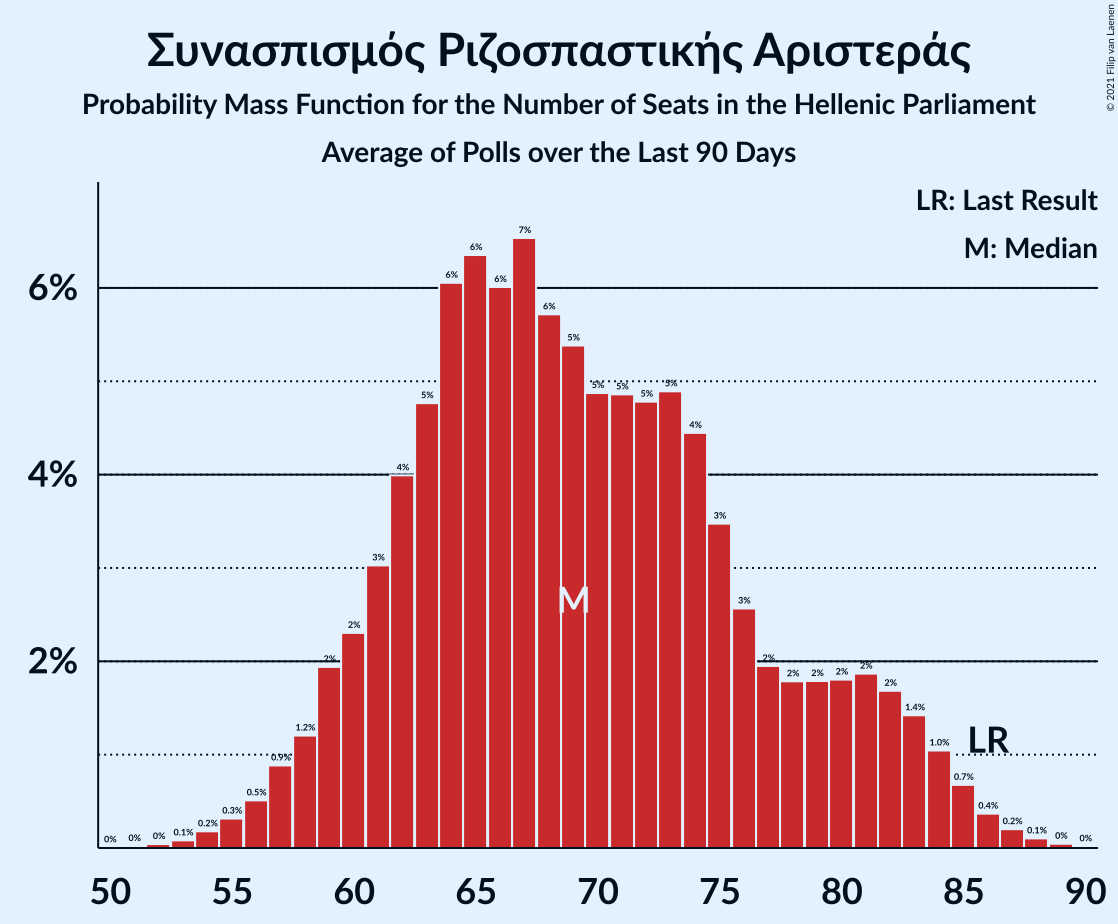 Συνασπισμός Ριζοσπαστικής Αριστεράς
Probability Mass Function for the Number of Seats in the Hellenic Parliament
Average of Polls over the Last 90 Days
© 2021 Filip van Laenen
LR: Last Result
M: Median
6%
4%
2%
0% 0% 0% 0.1% 0.2% 0.3% 0.5% 0.9% 1.2% 2% 2% 3% 4% 5% 6% 6% 6% 7% 6% 5% 5% 5% 5% 5% 4% 3% 3% 2% 2% 2% 2% 2% 2% 1.4% 1.0% 0.7% 0.4% 0.2% 0.1% 0% 0%
M
LR
50 55 60 65 70 75 80 85 90